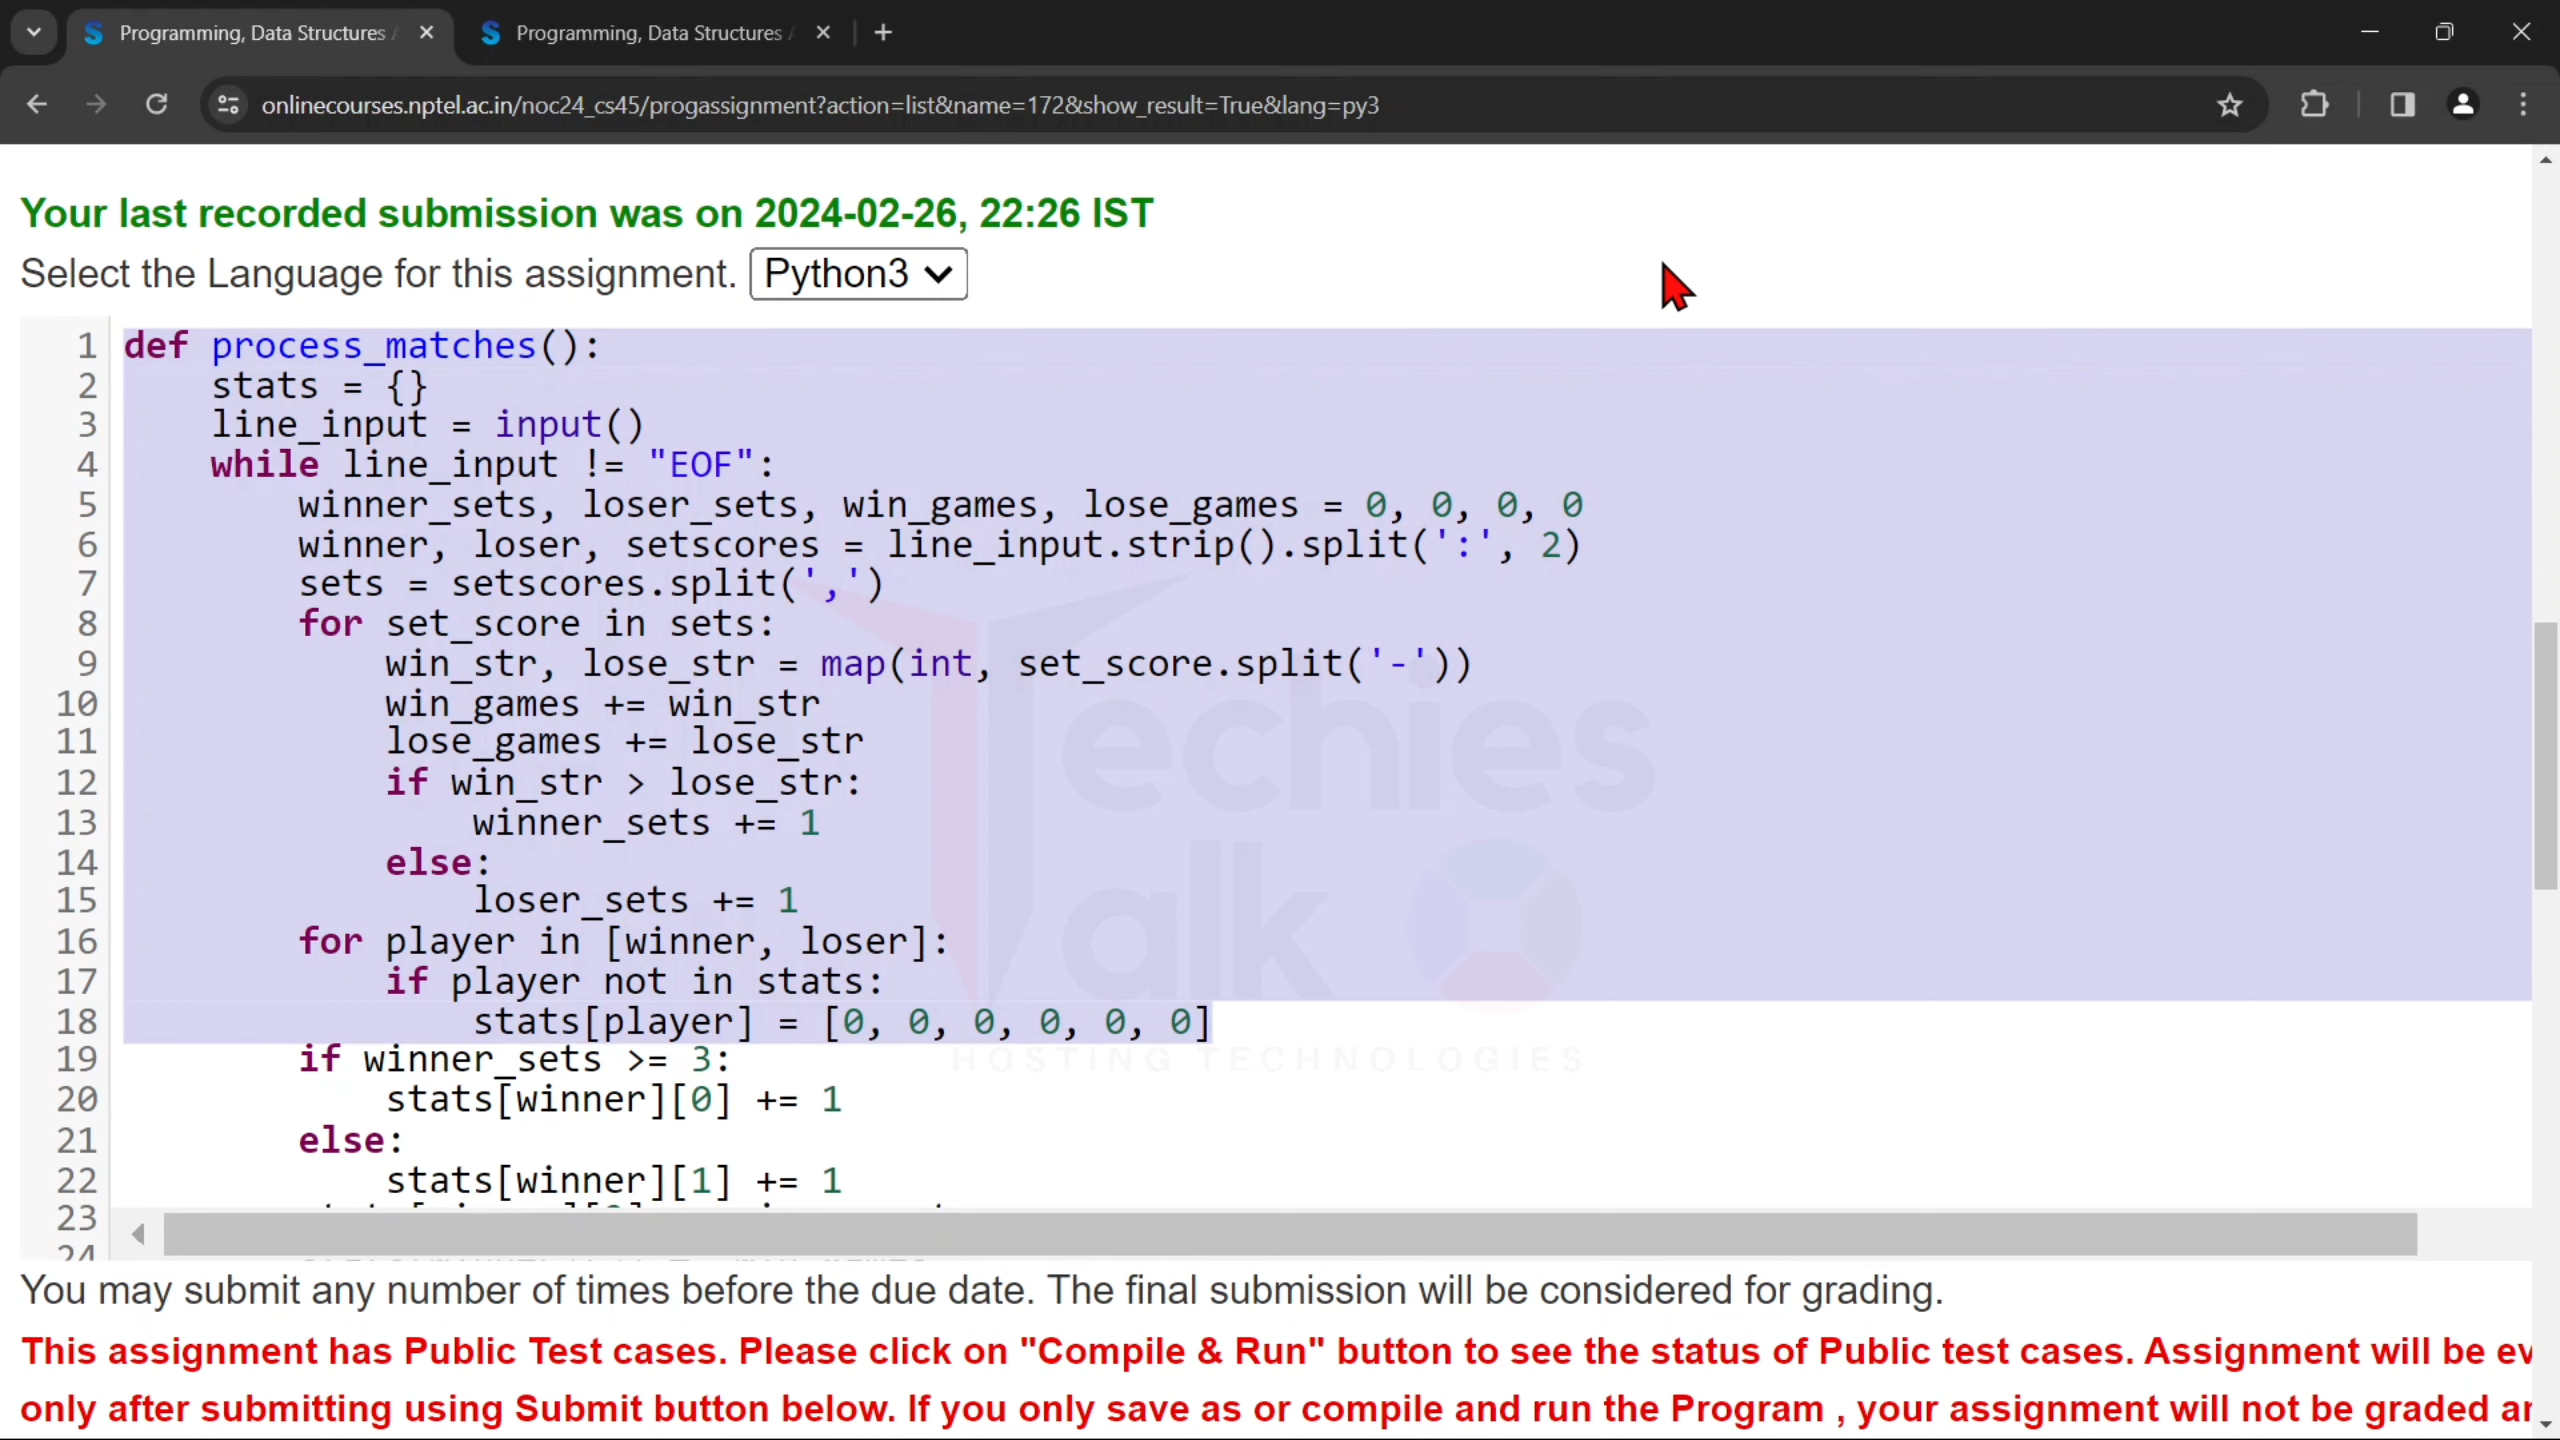 Programming, Data Structures A
Programming, Data Structures A
onlinecourses.nptel.ac.in/noc24_cs45/progassignment?action=list&name=172&show_result=True&lang=py3
Your last recorded submission was on 2024-02-26, 22:26 IST
Select the Language for this assignment. Python3
1 def process_matches():
2     stats = {}
3     line_input = input()
4     while line_input != "EOF":
5         winner_sets, loser_sets, win_games, lose_games = 0, 0, 0, 0
6         winner, loser, setscores = line_input.strip().split(':', 2)
7         sets = setscores.split(',')
8         for set_score in sets:
9             win_str, lose_str = map(int, set_score.split('-'))
10             win_games += win_str
11             lose_games += lose_str
12             if win_str > lose_str:
13                 winner_sets += 1
14             else:
15                 loser_sets += 1
16         for player in [winner, loser]:
17             if player not in stats:
18                 stats[player] = [0, 0, 0, 0, 0, 0]
19         if winner_sets >= 3:
20             stats[winner][0] += 1
21         else:
22             stats[winner][1] += 1
23
24
Techies
Talk
HOSTING TECHNOLOGIES
You may submit any number of times before the due date. The final submission will be considered for grading.
This assignment has Public Test cases. Please click on "Compile & Run" button to see the status of Public test cases. Assignment will be ev
only after submitting using Submit button below. If you only save as or compile and run the Program , your assignment will not be graded ar